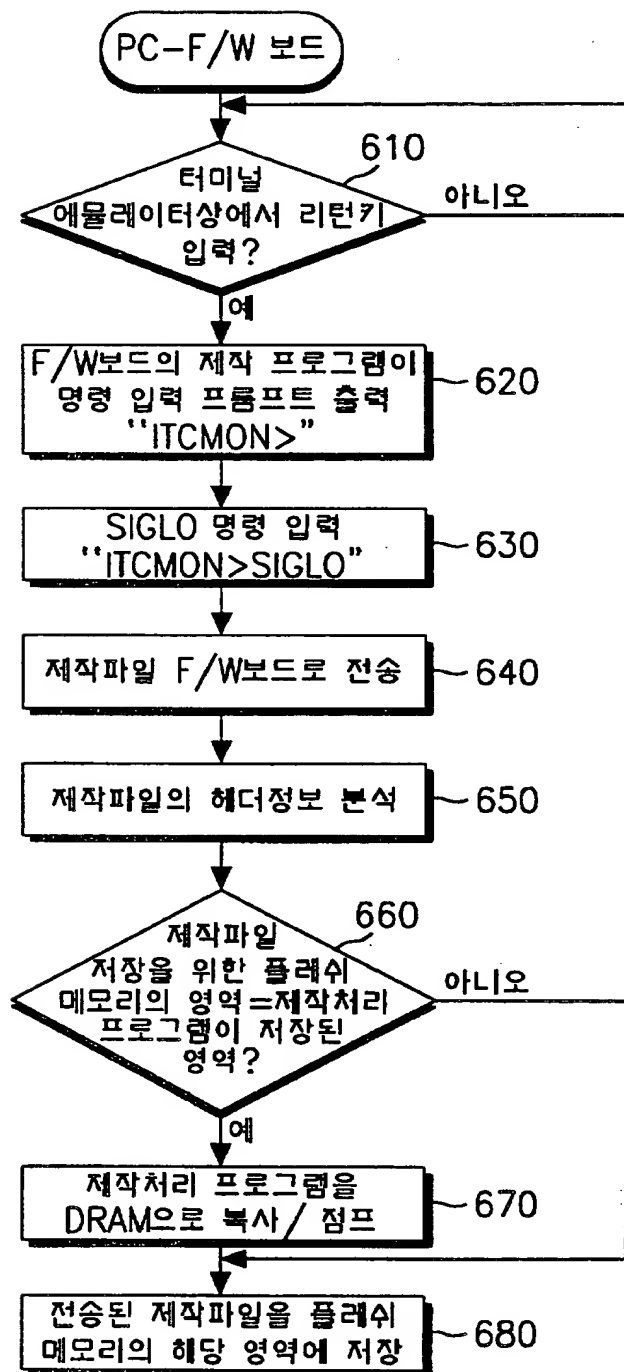 PC-F/W 보드
610
터미널
에뮬레이터상에서 리턴키
입력?
아니오
예
F/W보드의 제작 프로그램이
명령 입력 프롬프트 출력
“ITCMON>”
620
SIGLO 명령 입력
“ITCMON>SIGLO”
630
제작파일 F/W보드로 전송
640
제작파일의 헤더정보 분석
650
660
제작파일
저장을 위한 플래쉬
메모리의 영역=제작처리
프로그램이 저장된
영역?
아니오
예
제작처리 프로그램을
DRAM으로 복사/점프
670
전송된 제작파일을 플래쉬
메모리의 해당 영역에 저장
680